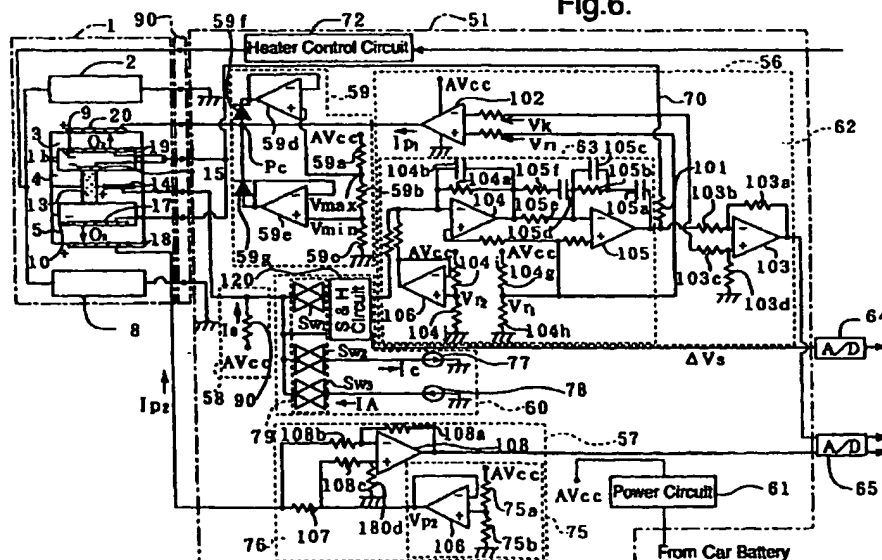 Fig.6.
1
90
59f
72
51
Heater Control Circuit
2
59
56
AVcc
102
70
62
9
20
59d
3
O₂
19
AVcc
Ip₁
Vk
Vr₁
63
105c
11
15
Pc
59a
104b
105f
105b
101
4
14
59b
104a
103b
103a
13
17
Vmax
104
105e
105a
5
O₂
18
59e
Vmin
105d
105
103
10
59g
59c
AVcc
104
AVcc
104g
103c
103d
120
106
Vr₂
Vr₁
8
Is
Sw₁
S & H Circuit
104i
104h
64
A/D
AVcc
Sw₂
77
ΔVs
Ic
Ip₂
58
90
Sw₃
78
IA
60
79
108b
108a
57
108
A/D
108c
AVcc
AVcc
Power Circuit
61
65
107
180d
Vp₂
75a
76
106
75b
75
From Car Battery